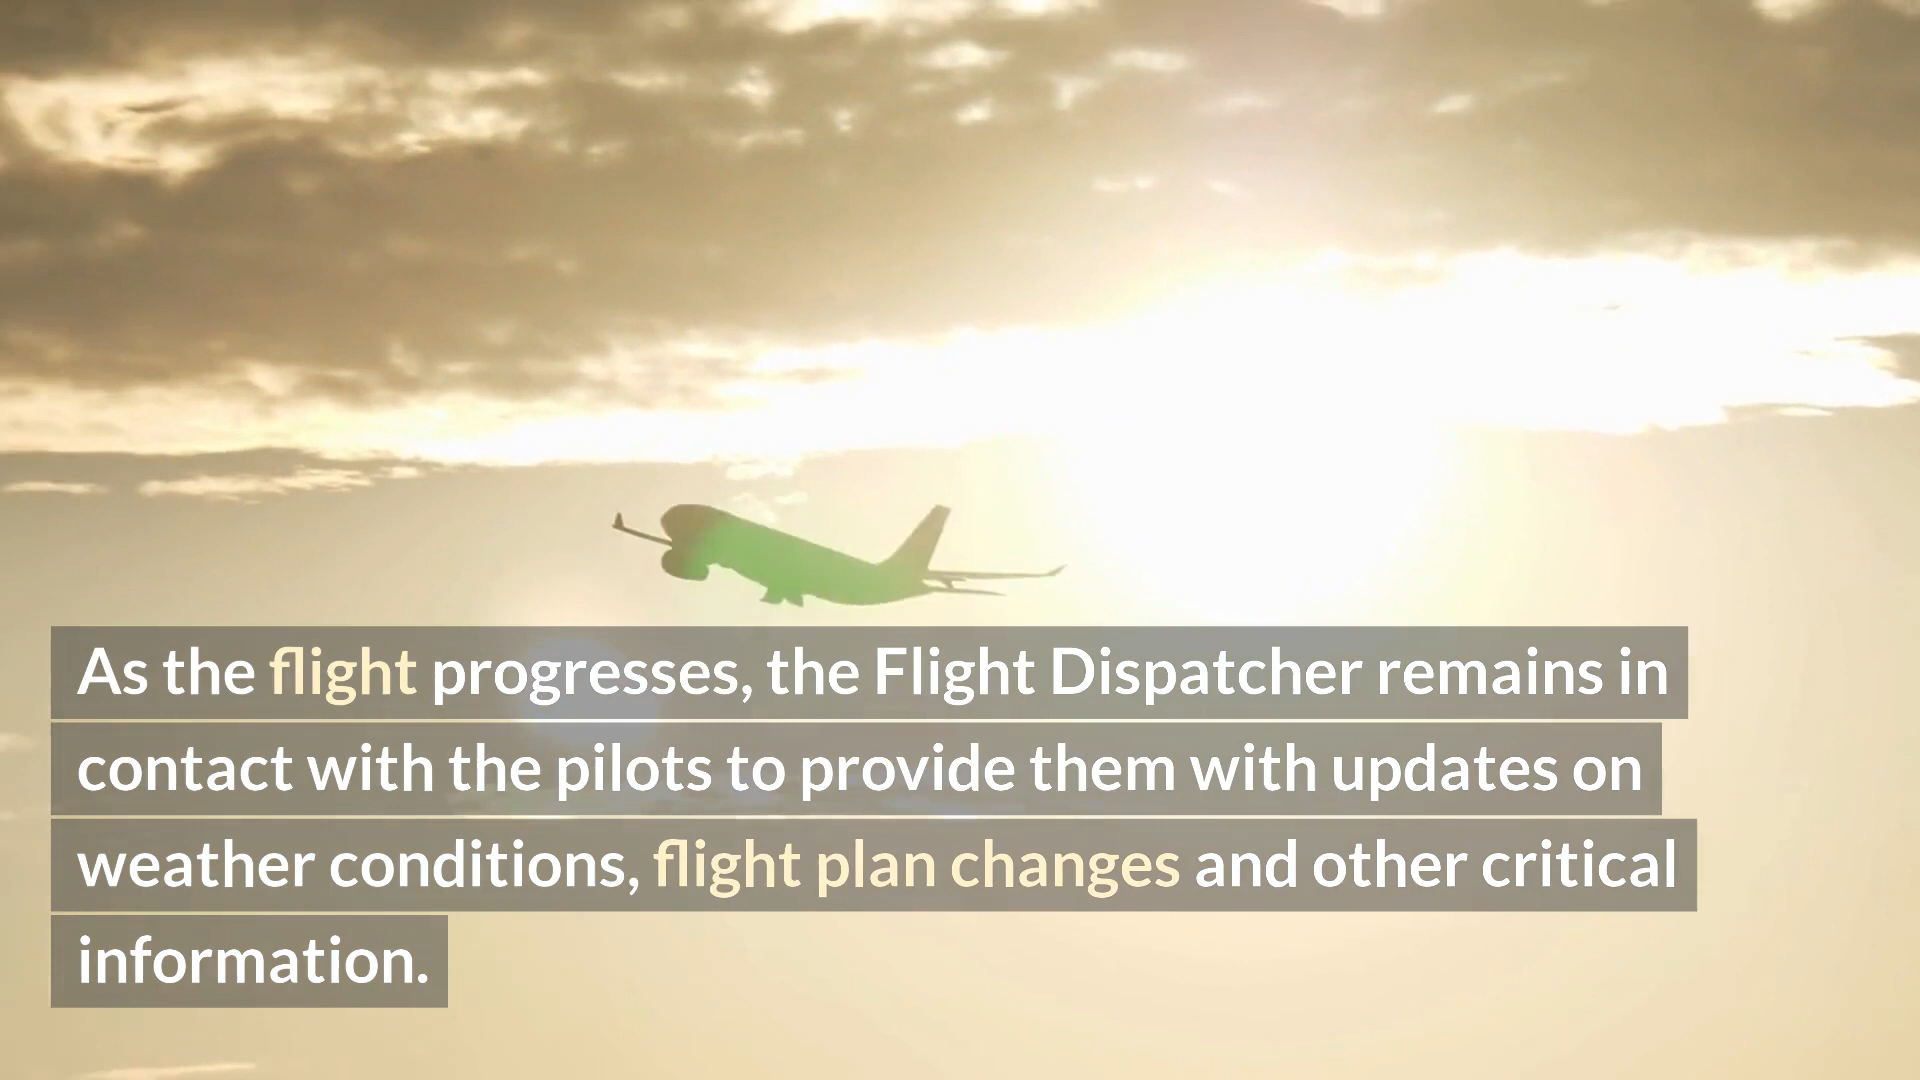 As the flight progresses, the Flight Dispatcher remains in
contact with the pilots to provide them with updates on
weather conditions, flight plan changes and other critical
information.